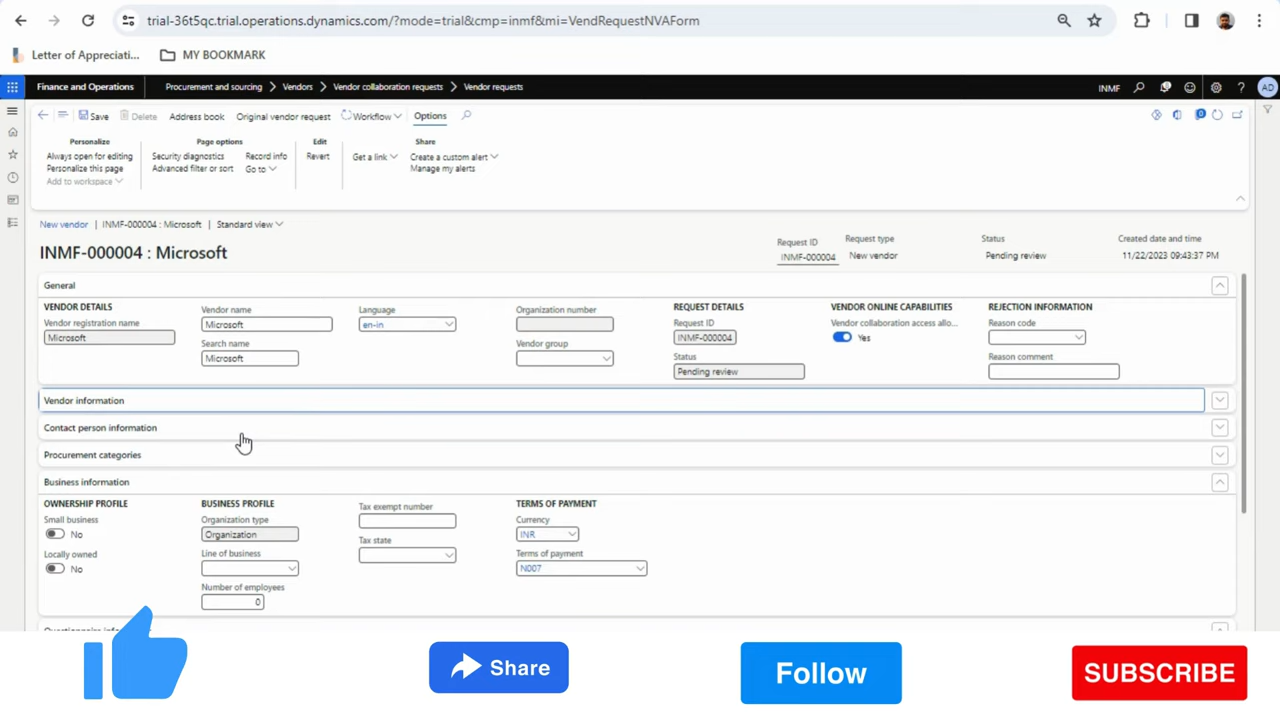 trial-36t5qc.trial.operations.dynamics.com/?mode=trial&cmp=inmf&mi=VendRequestNVAForm
Letter of Appreciati... MY BOOKMARK
Finance and Operations Procurement and sourcing > Vendors > Vendor collaboration requests > Vendor requests INMF ? AD
Save Delete Address book Original vendor request Workflow Options 0
Personalize Page options Edit Share
Always open for editing Security diagnostics Record info Revert Get a link Create a custom alert
Personalize this page Advanced filter or sort Go to Manage my alerts
Add to workspace
New vendor | INMF-000004 : Microsoft | Standard view
INMF-000004 : Microsoft
Request ID Request type Status Created date and time
INMF-000004 New vendor Pending review 11/22/2023 09:43:37 PM
General
VENDOR DETAILS Vendor name Language Organization number REQUEST DETAILS VENDOR ONLINE CAPABILITIES REJECTION INFORMATION
Vendor registration name Microsoft en-in Request ID Vendor collaboration access allo... Reason code
Microsoft Search name Vendor group INMF-000004 Yes
Microsoft Status Reason comment
Pending review
Vendor information
Contact person information
Procurement categories
Business information
OWNERSHIP PROFILE BUSINESS PROFILE Tax exempt number TERMS OF PAYMENT
Small business Organization type Currency
No Organization Tax state INR
Locally owned Line of business Terms of payment
No N007
Number of employees
0
Share Follow SUBSCRIBE